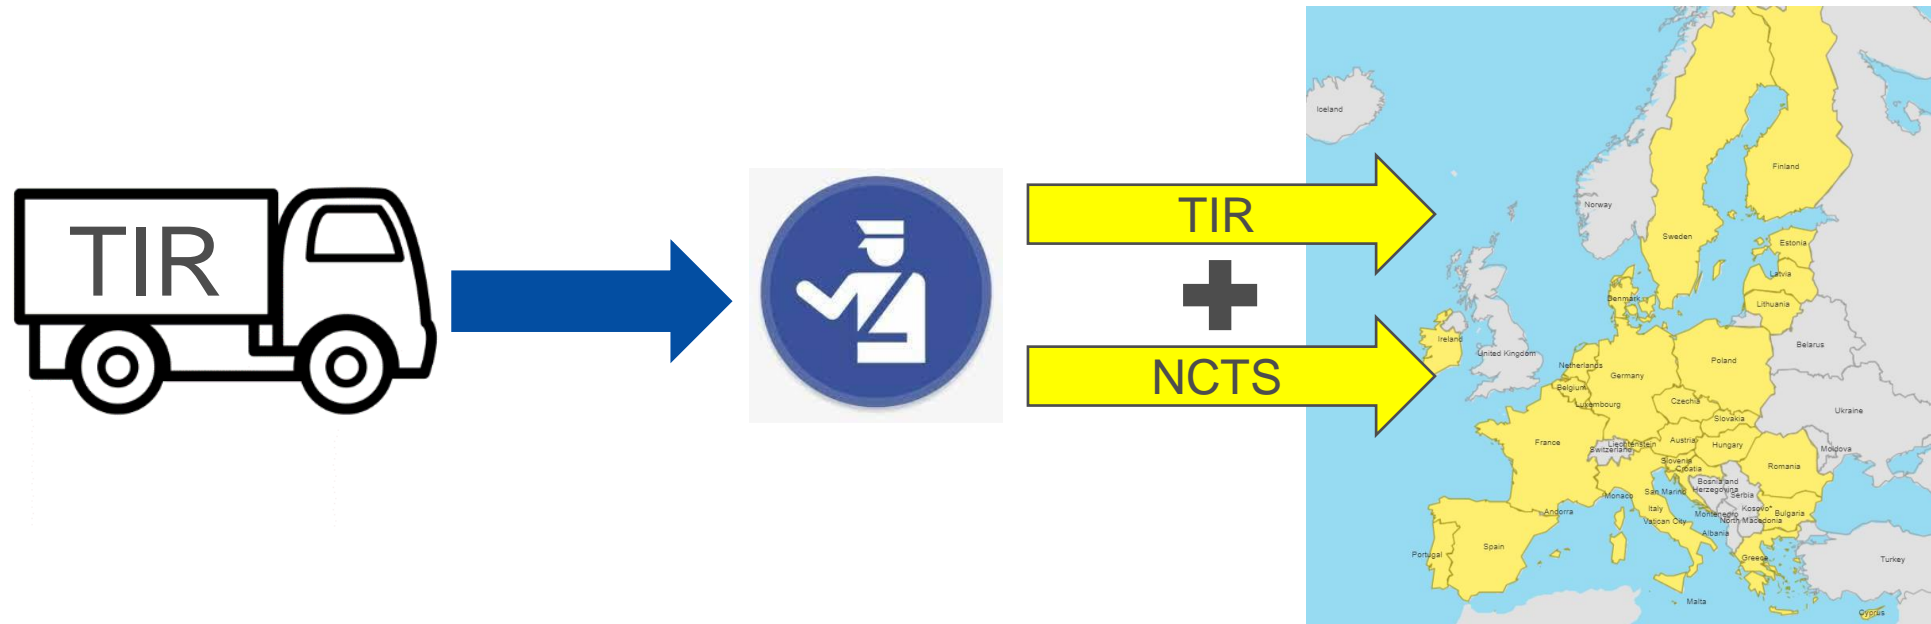 TIR
TIR
NCTS
Iceland
Norway
Sweden
Finland
Estonia
Latvia
Lithuania
Denmark
Ireland
United Kingdom
Netherlands
Belgium
Luxembourg
Germany
Poland
Belarus
Czechia
Slovakia
Ukraine
France
Switzerland
Liechtenstein
Austria
Hungary
Moldova
Slovenia
Croatia
Romania
Bosnia and
Herzegovina
Serbia
Monaco
San Marino
Italy
Vatican City
Montenegro
Kosovo*
North Macedonia
Bulgaria
Andorra
Albania
Portugal
Spain
Greece
Turkey
Malta
Cyprus